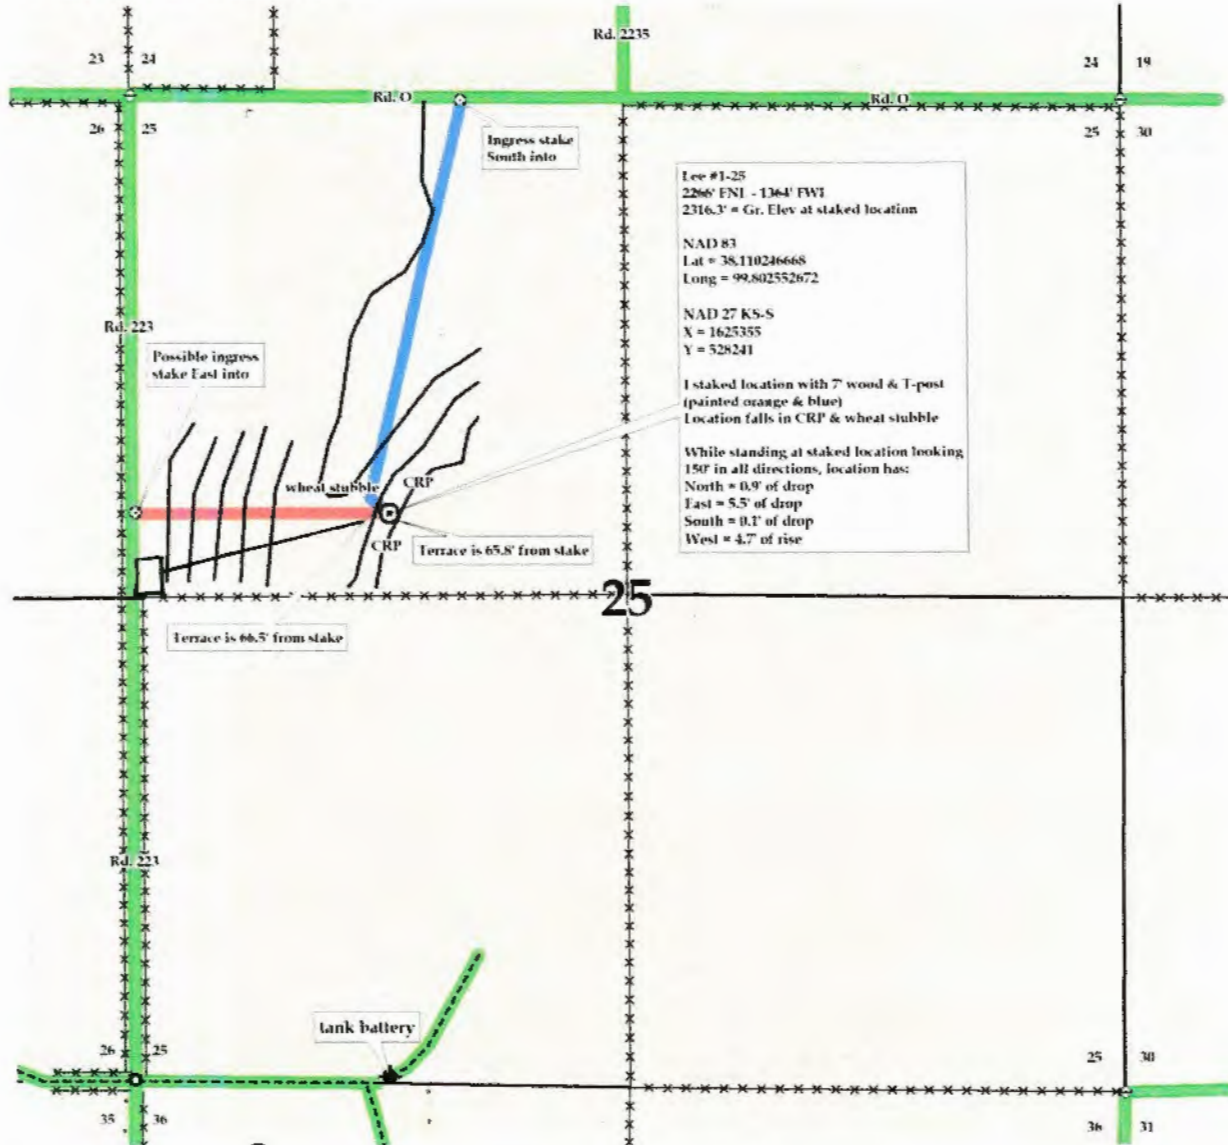 Rd. 2235
23 24
24 19
Rd. O
Rd. O
26 25
25 30
Ingress stake
South into
Lee #1-25
2266' FNL - 1364' FWL
2316.3' = Gr. Elev at staked location
NAD 83
Lat = 38.110246668
Long = 99.802552672
NAD 27 KS-S
X = 1625355
Y = 528241
I staked location with 7' wood & T-post
(painted orange & blue)
Location falls in CRP & wheat stubble
While standing at staked location looking
150' in all directions, location has:
North = 0.9' of drop
East = 5.5' of drop
South = 0.1' of drop
West = 4.7' of rise
Rd. 223
Possible ingress
stake East into
wheat stubble
CRP
CRP
Terrace is 65.8' from stake
25
Terrace is 66.5' from stake
Rd. 223
tank battery
26 25
25 30
35 36
36 31